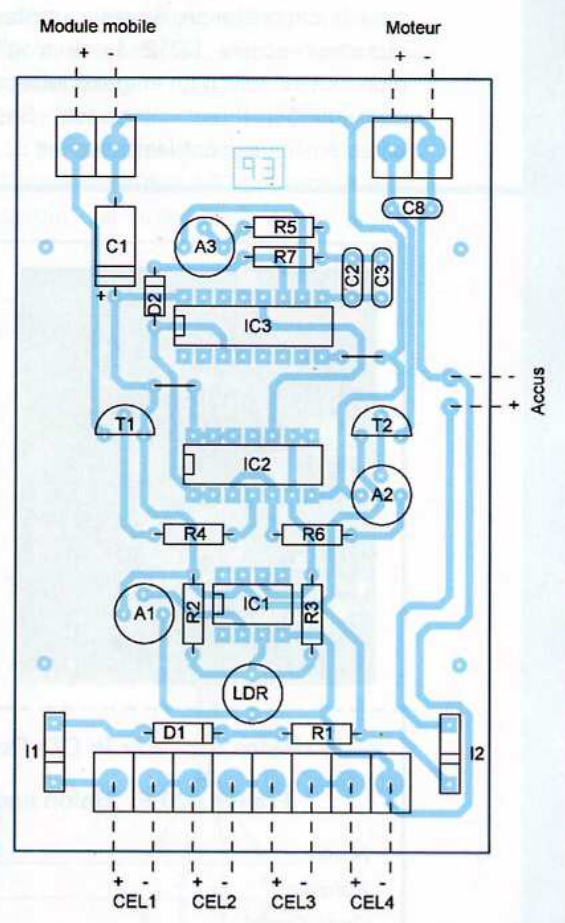 Module mobile
Moteur
+ -
+ -
C8
C1
+
A3
R5
R7
D2
C2
C3
IC3
Accus
-
+
T1
T2
IC2
A2
R4
R6
A1
R2
IC1
R3
LDR
I1
D1
R1
I2
+ - + - + - + -
CEL1 CEL2 CEL3 CEL4